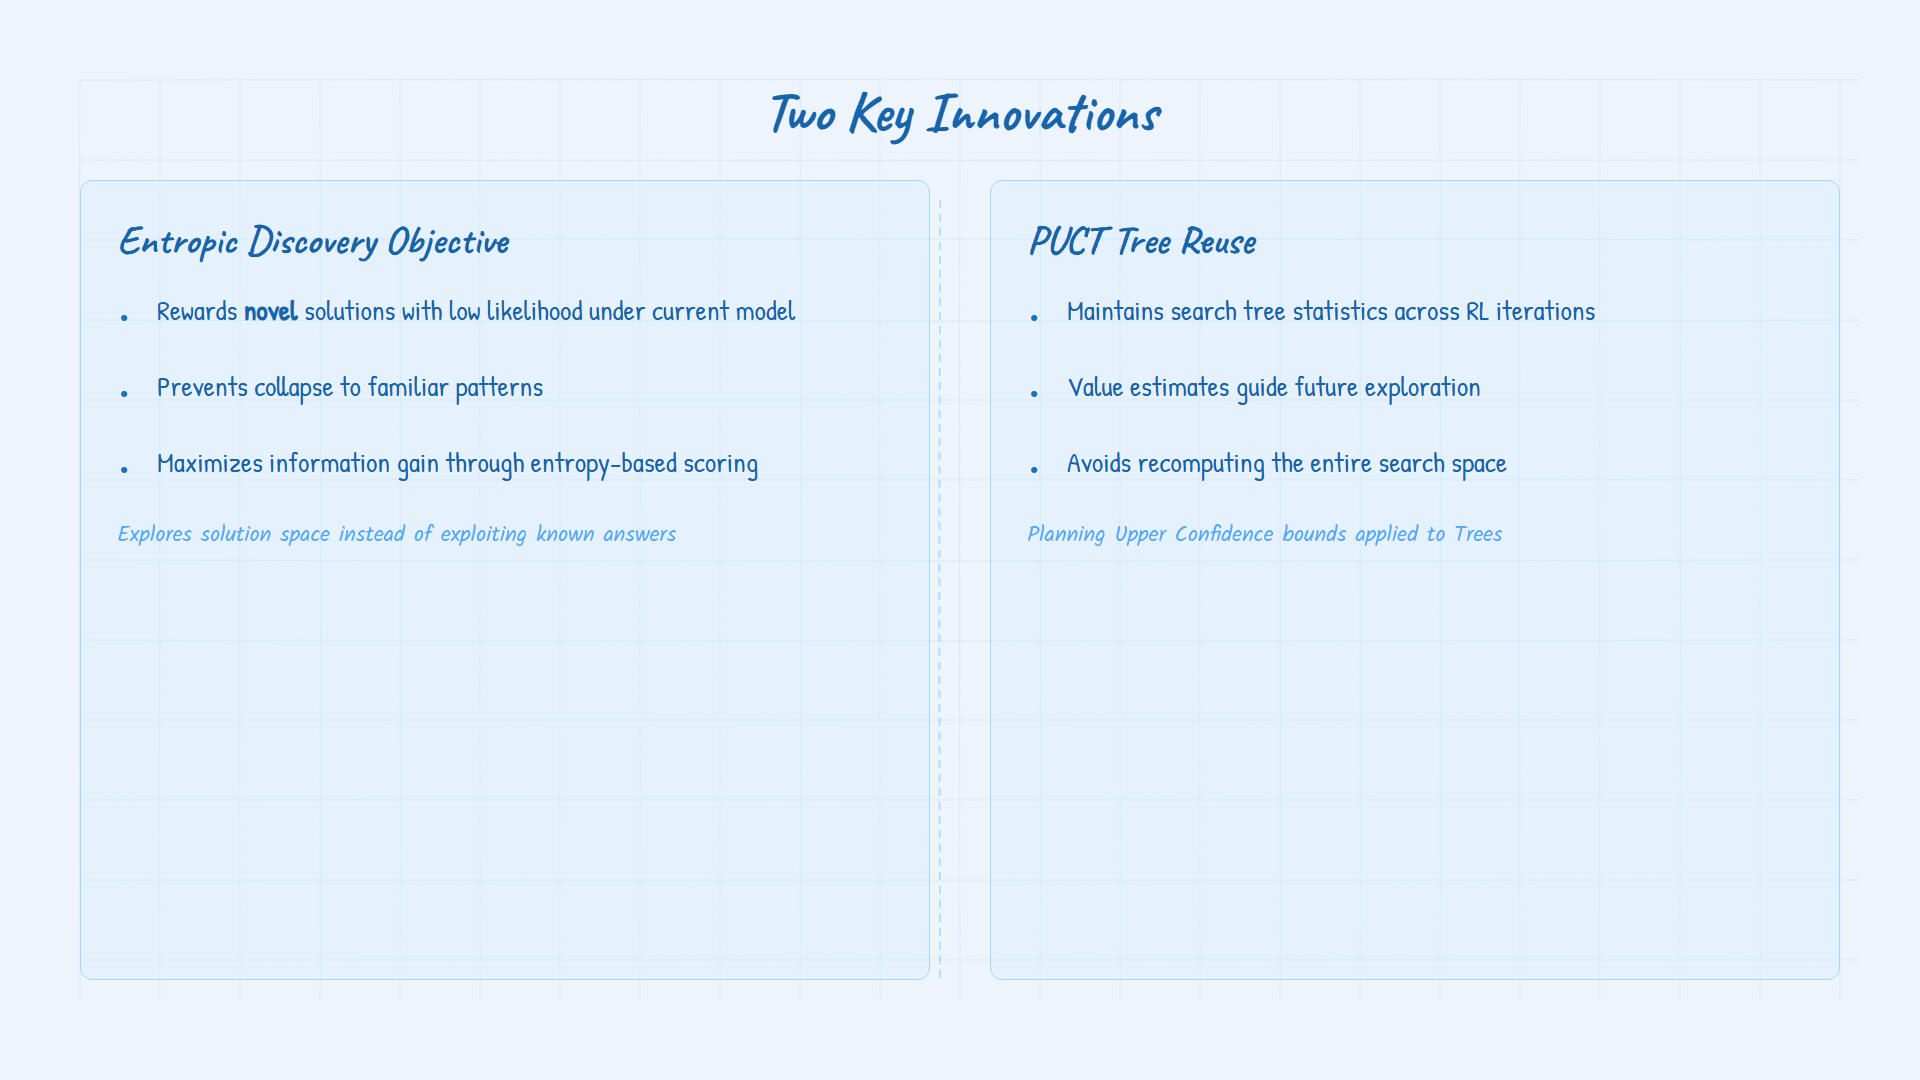 Two Key Innovations
Entropic Discovery Objective
• Rewards novel solutions with low likelihood under current model
• Prevents collapse to familiar patterns
• Maximizes information gain through entropy-based scoring
Explores solution space instead of exploiting known answers
PUCT Tree Reuse
• Maintains search tree statistics across RL iterations
• Value estimates guide future exploration
• Avoids recomputing the entire search space
Planning Upper Confidence bounds applied to Trees